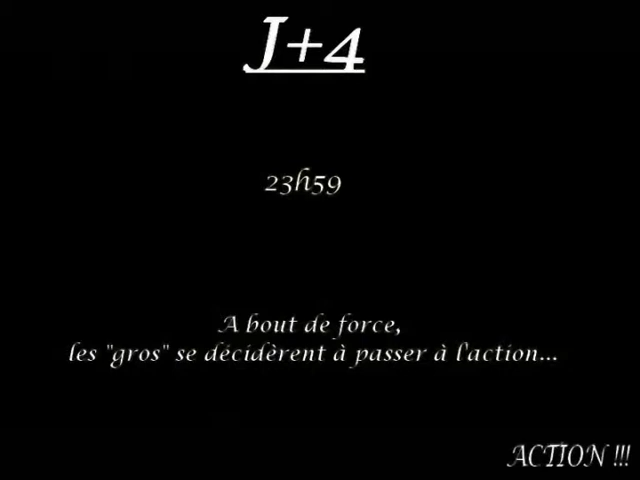 J+4
23h59
A bout de force,
les "gros" se décidèrent à passer à l'action...
ACTION !!!